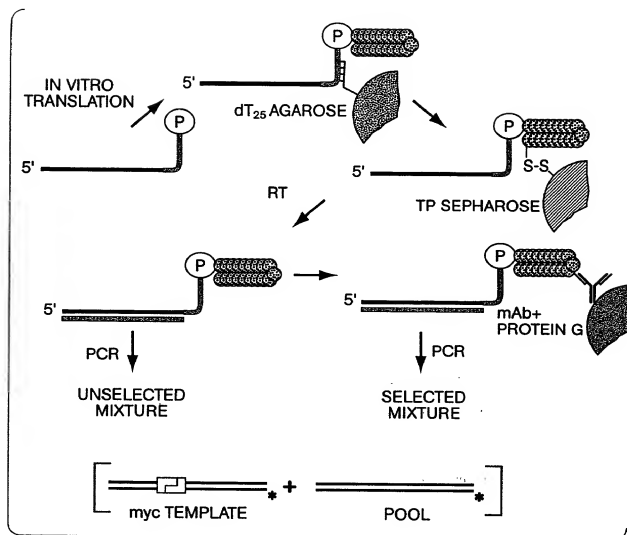 P
IN VITRO
TRANSLATION
5'
dT25 AGAROSE
P
5'
P
S-S
5'
TP SEPHAROSE
RT
P
5'
P
5'
mAb+
PROTEIN G
PCR
PCR
UNSELECTED
MIXTURE
SELECTED
MIXTURE
* + *
myc TEMPLATE
POOL